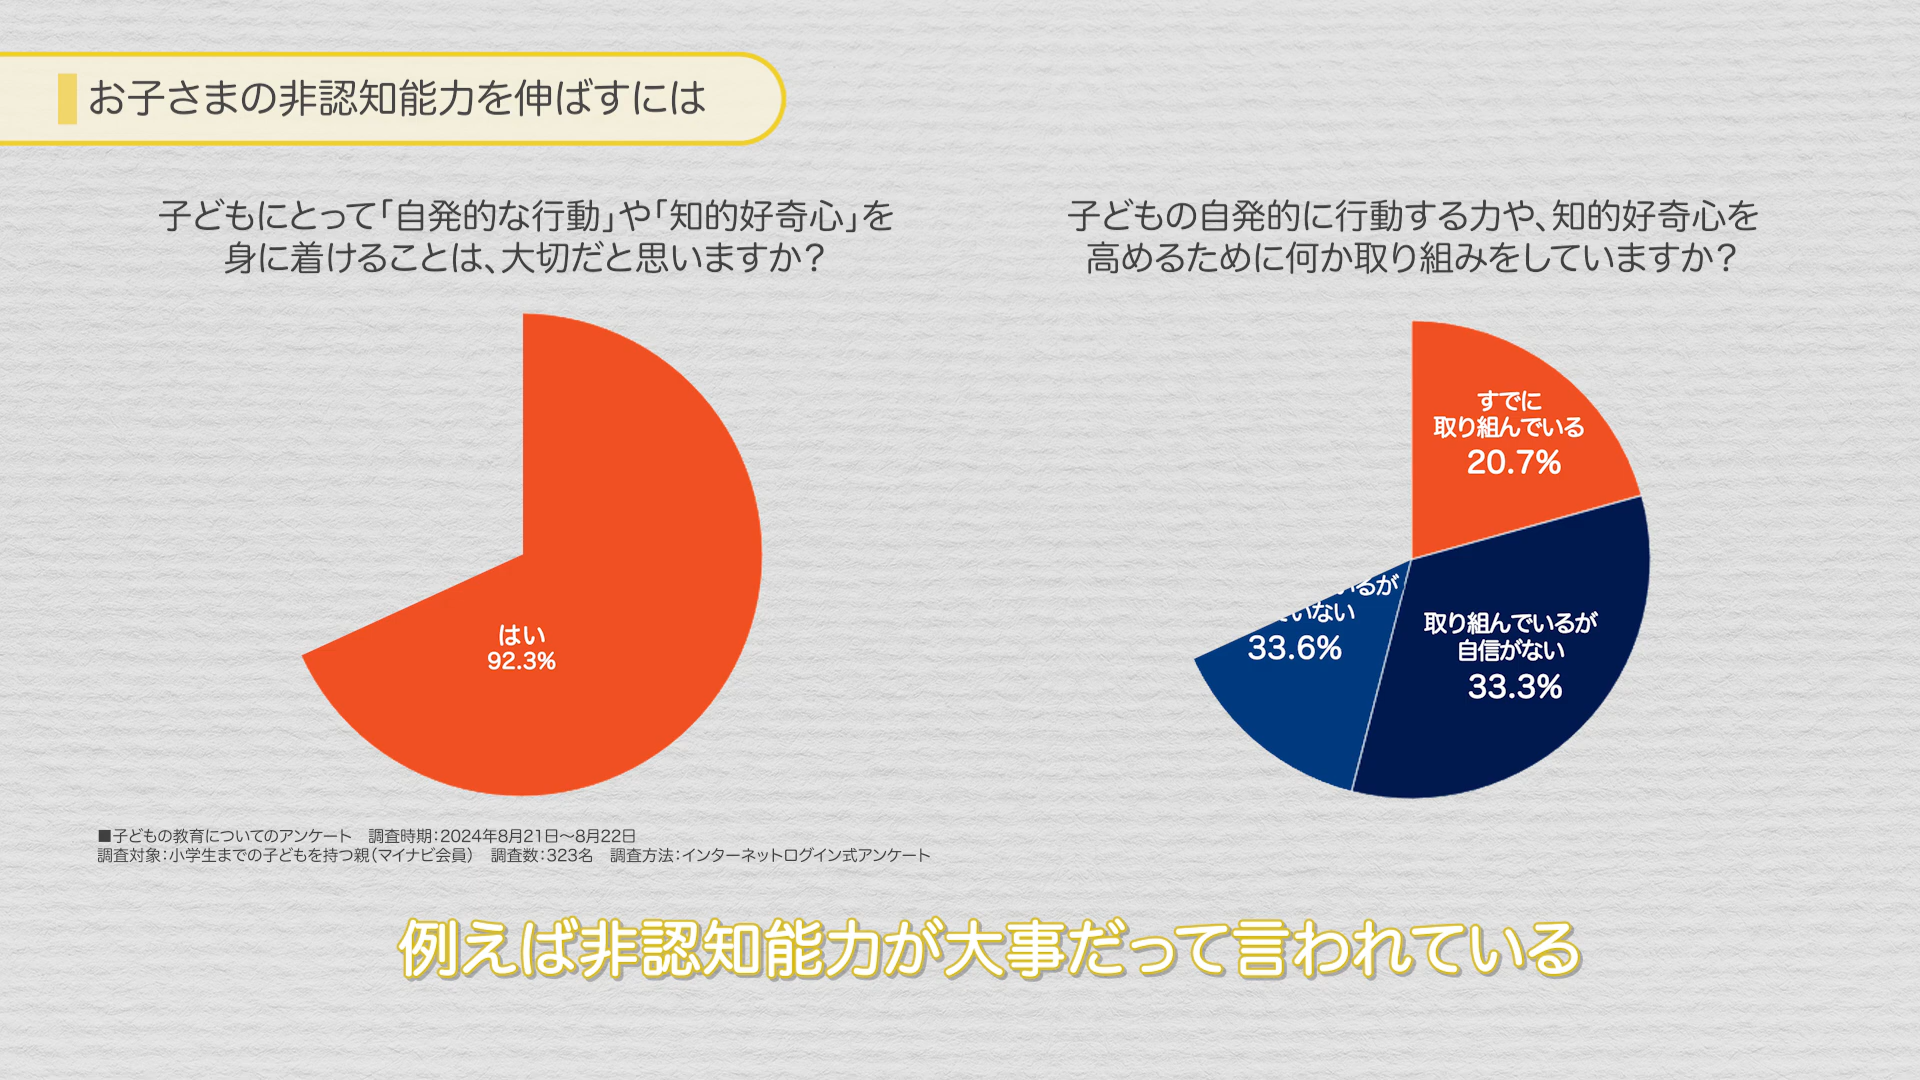 お子さまの非認知能力を伸ばすには
子どもにとって「自発的な行動」や「知的好奇心」を
身に着けることは、大切だと思いますか？
はい
92.3%
子どもの自発的に行動する力や、知的好奇心を
高めるために何か取り組みをしていますか？
すでに
取り組んでいる
20.7%
取り組んでいるが
自信がない
33.3%
るが
いない
33.6%
■子どもの教育についてのアンケート　調査時期：2024年8月21日〜8月22日
調査対象：小学生までの子どもを持つ親（マイナビ会員）　調査数：323名　調査方法：インターネットログイン式アンケート
例えば非認知能力が大事だって言われている